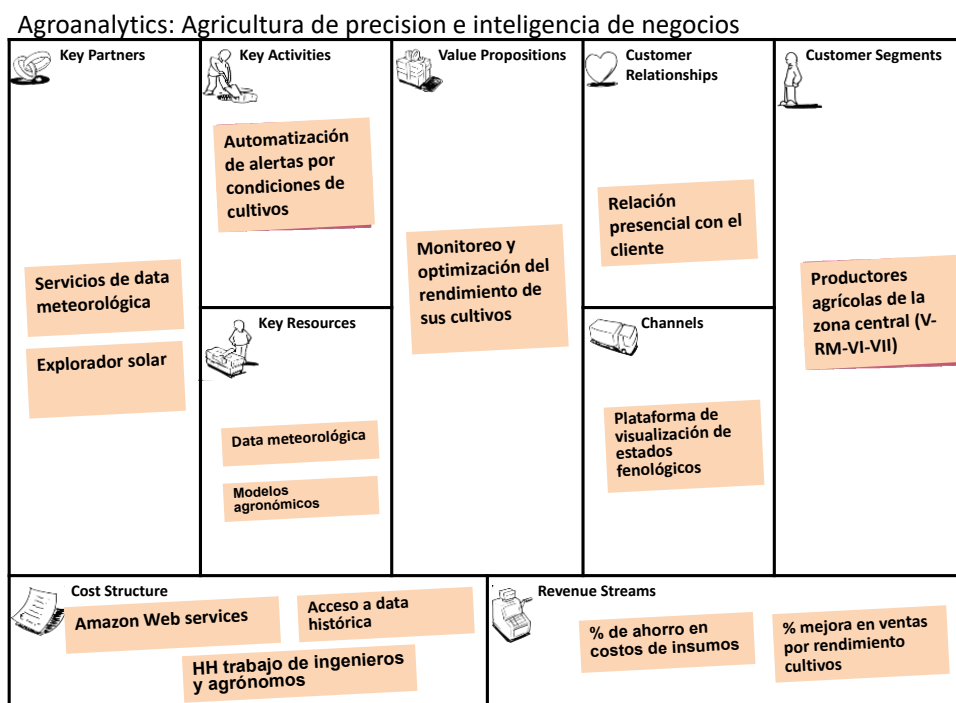 Agroanalytics: Agricultura de precision e inteligencia de negocios
Key Partners
Servicios de data
meteorológica
Explorador solar
Key Activities
Automatización
de alertas por
condiciones de
cultivos
Key Resources
Data meteorológica
Modelos
agronómicos
Value Propositions
Monitoreo y
optimización del
rendimiento de
sus cultivos
Customer
Relationships
Relación
presencial con el
cliente
Channels
Plataforma de
visualización de
estados
fenológicos
Customer Segments
Productores
agrícolas de la
zona central (V-
RM-VI-VII)
Cost Structure
Amazon Web services
Acceso a data
histórica
HH trabajo de ingenieros
y agrónomos
Revenue Streams
% de ahorro en
costos de insumos
% mejora en ventas
por rendimiento
cultivos